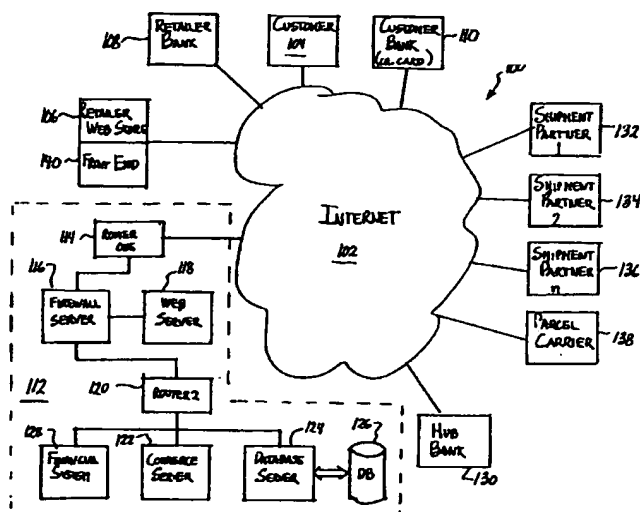 108
RETAILER
BANK
CUSTOMER
104
CUSTOMER
BANK
(CR. CARD)
110
100
106
RETAILER
WEB STORE
140
FRONT END
INTERNET
102
SHIPMENT
PARTNER
1
132
SHIPMENT
PARTNER
2
134
SHIPMENT
PARTNER
n
136
PARCEL
CARRIER
138
114
ROUTER
ONE
116
FIREWALL
SERVER
118
WEB
SERVER
112
120
ROUTER 2
128
FINANCIAL
SYSTEM
122
COMMERCE
SERVER
124
DATABASE
SERVER
126
DB
HUB
BANK
130